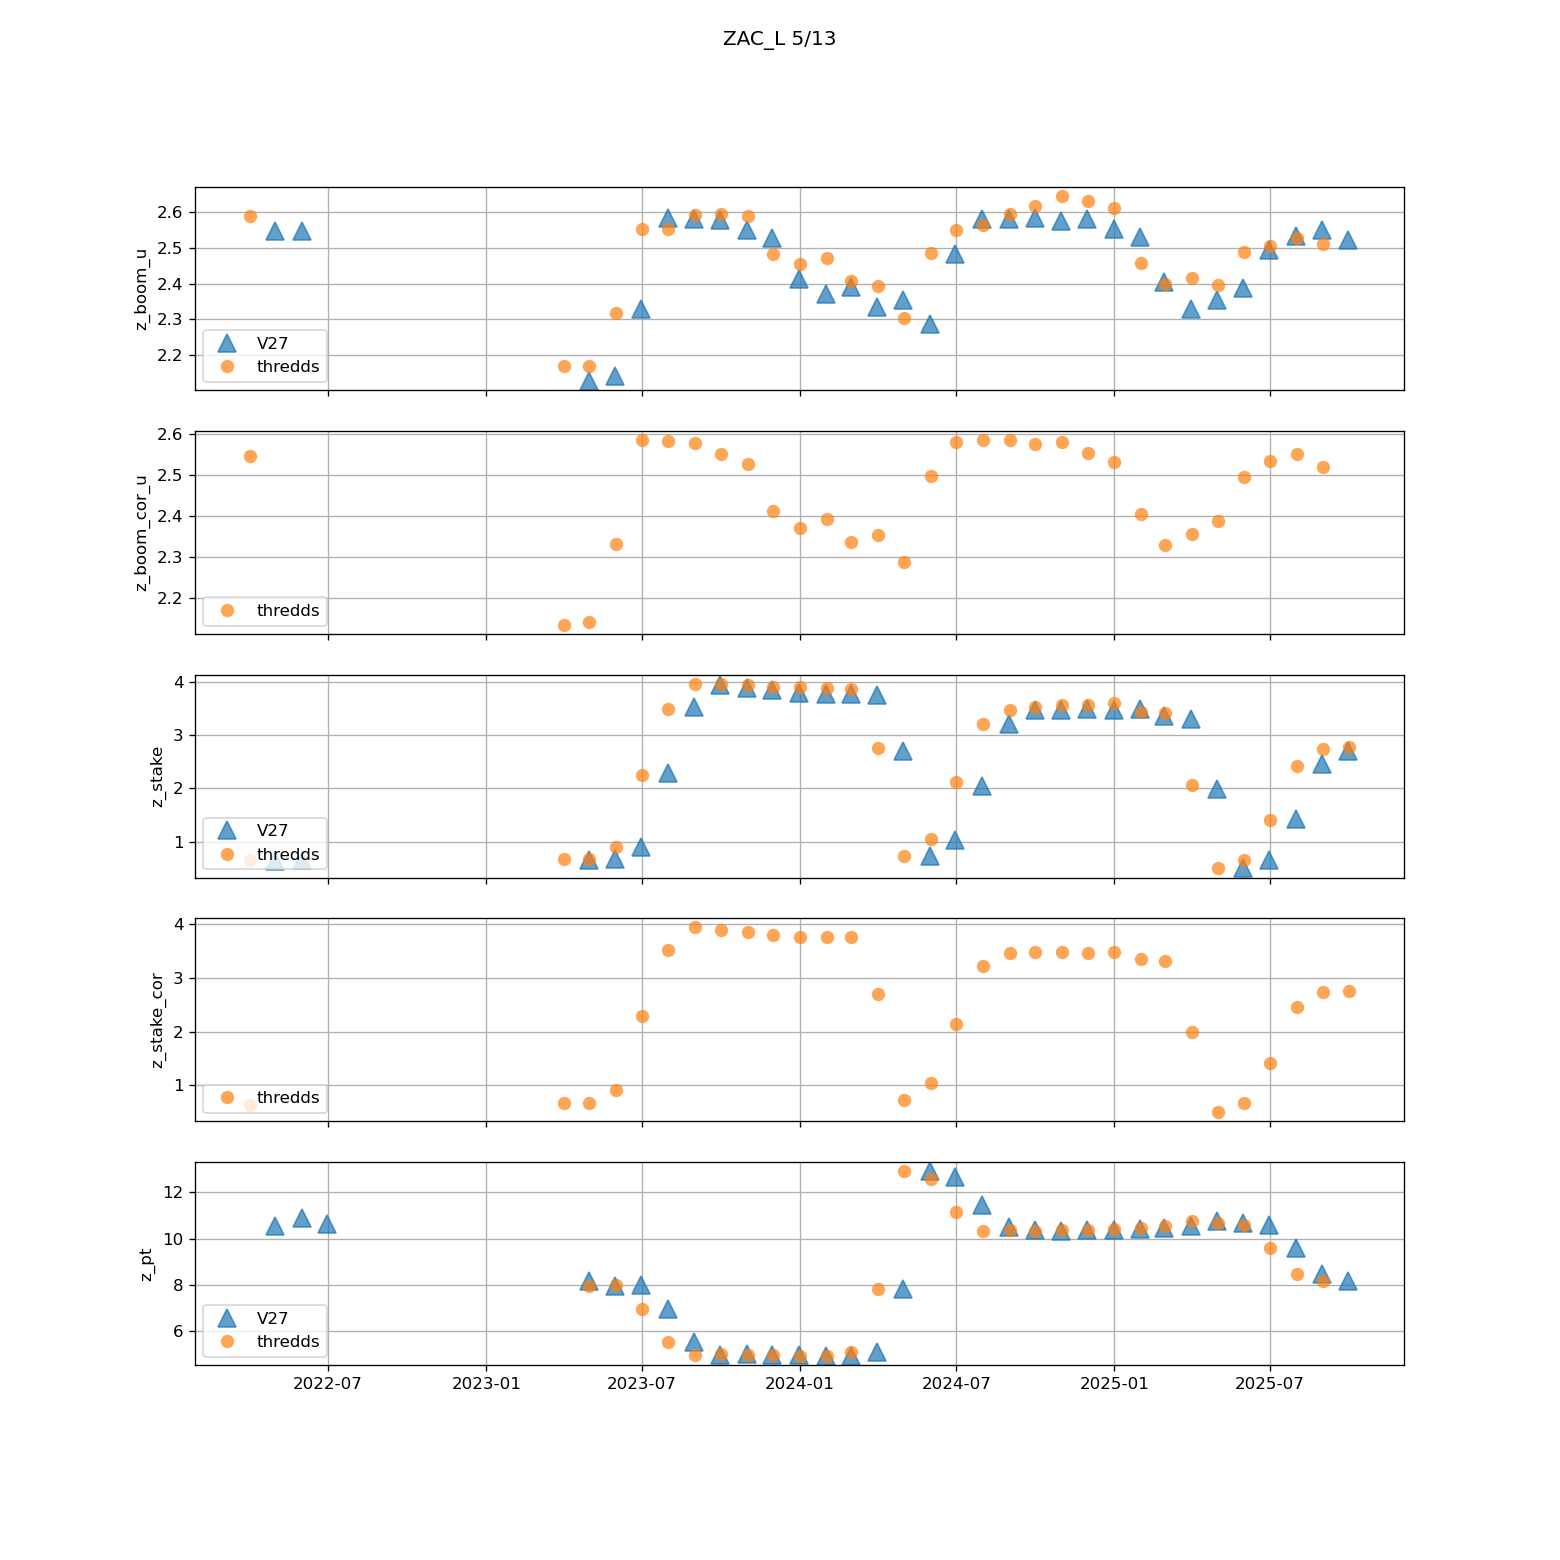 ZAC_L 5/13
2.6
2.5
2.4
2.3
2.2
z_boom_u
V27
thredds
2.6
2.5
2.4
2.3
2.2
z_boom_cor_u
thredds
4
3
2
1
z_stake
V27
thredds
4
3
2
1
z_stake_cor
thredds
12
10
8
6
z_pt
V27
thredds
2022-07 2023-01 2023-07 2024-01 2024-07 2025-01 2025-07